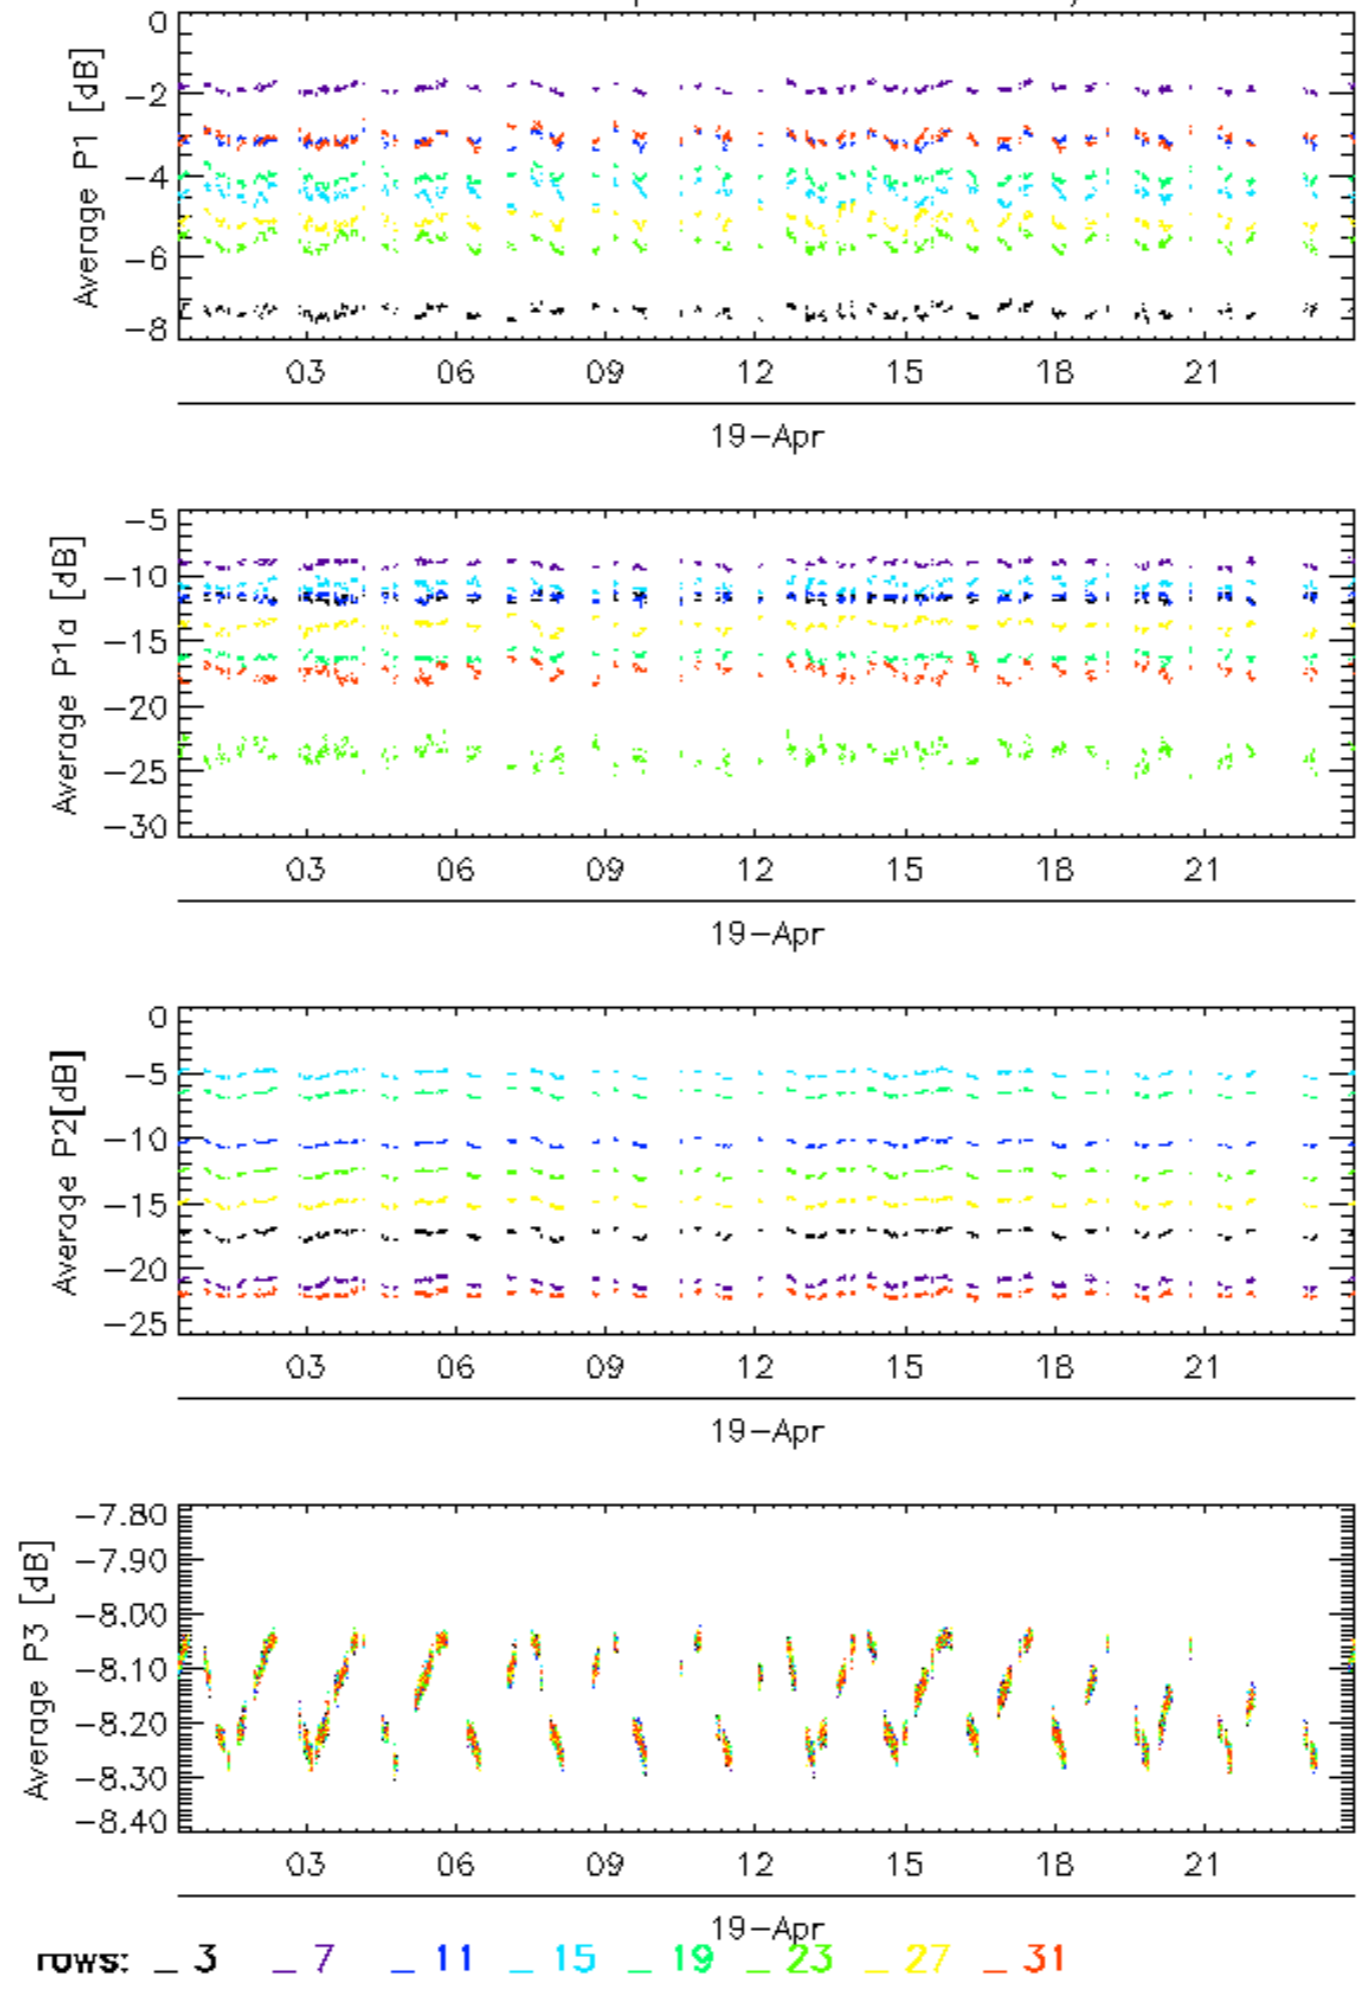 0
-2
-4
-6
-8
Average P1 [dB]
03 06 09 12 15 18 21
19-Apr
-5
-10
-15
-20
-25
-30
Average P1a [dB]
03 06 09 12 15 18 21
19-Apr
0
-5
-10
-15
-20
-25
Average P2[dB]
03 06 09 12 15 18 21
19-Apr
-7.80
-7.90
-8.00
-8.10
-8.20
-8.30
-8.40
Average P3 [dB]
03 06 09 12 15 18 21
19-Apr
rows: _ 3 _ 7 _ 11 _ 15 _ 19 _ 23 _ 27 _ 31